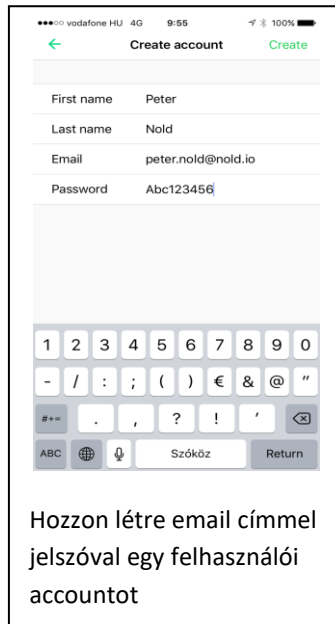 vodafone HU 4G 9:55 100%
Create account Create
First name Peter
Last name Nold
Email peter.nold@nold.io
Password Abc123456
1 2 3 4 5 6 7 8 9 0
- / : ; ( ) € & @ "
#+= . , ? ! '
ABC Szóköz Return
Hozzon létre email címmel
jelszóval egy felhasználói
accountot